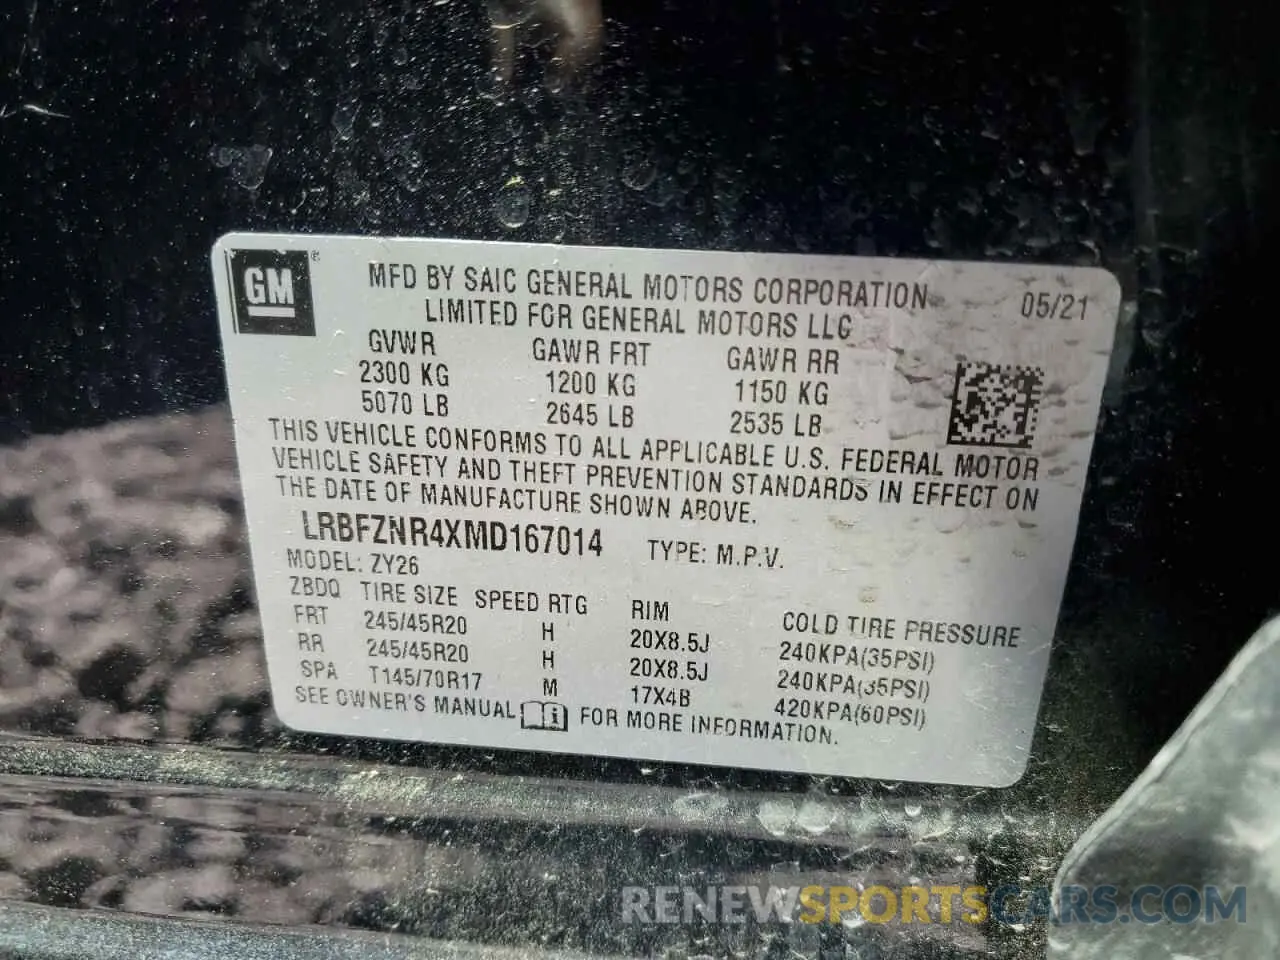 GM®
MFD BY SAIC GENERAL MOTORS CORPORATION 05/21
LIMITED FOR GENERAL MOTORS LLC
GVWR GAWR FRT GAWR RR
2300 KG 1200 KG 1150 KG
5070 LB 2645 LB 2535 LB
THIS VEHICLE CONFORMS TO ALL APPLICABLE U.S. FEDERAL MOTOR
VEHICLE SAFETY AND THEFT PREVENTION STANDARDS IN EFFECT ON
THE DATE OF MANUFACTURE SHOWN ABOVE.
LRBFZNR4XMD167014 TYPE: M.P.V.
MODEL: ZY26
ZBDQ TIRE SIZE SPEED RTG RIM COLD TIRE PRESSURE
FRT 245/45R20 H 20X8.5J 240KPA(35PSI)
RR 245/45R20 H 20X8.5J 240KPA(35PSI)
SPA T145/70R17 M 17X4B 420KPA(60PSI)
SEE OWNER'S MANUAL i FOR MORE INFORMATION.
RENEWSPORTSCARS.COM